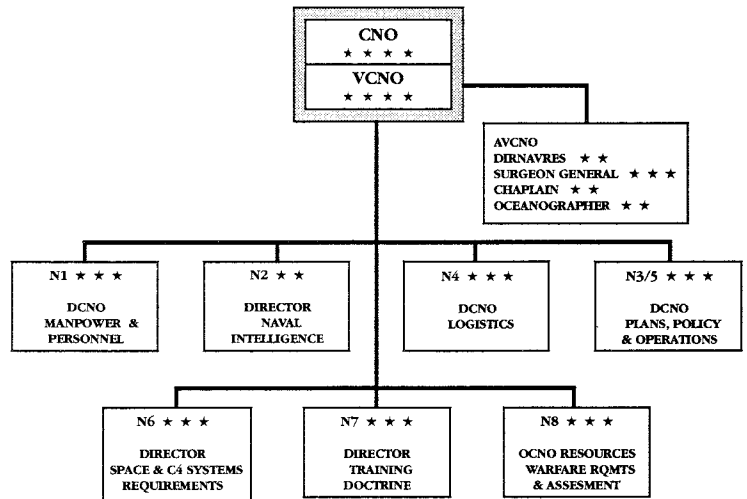 CNO
★ ★ ★ ★
VCNO
★ ★ ★ ★
AVCNO
DIRNAVRES ★ ★
SURGEON GENERAL ★ ★ ★
CHAPLAIN ★ ★
OCEANOGRAPHER ★ ★
N1 ★ ★ ★
DCNO
MANPOWER &
PERSONNEL
N2 ★ ★
DIRECTOR
NAVAL
INTELLIGENCE
N4 ★ ★ ★
DCNO
LOGISTICS
N3/5 ★ ★ ★
DCNO
PLANS, POLICY
& OPERATIONS
N6 ★ ★ ★
DIRECTOR
SPACE & C4 SYSTEMS
REQUIREMENTS
N7 ★ ★ ★
DIRECTOR
TRAINING
DOCTRINE
N8 ★ ★ ★
OCNO RESOURCES
WARFARE RQMTS
& ASSESMENT